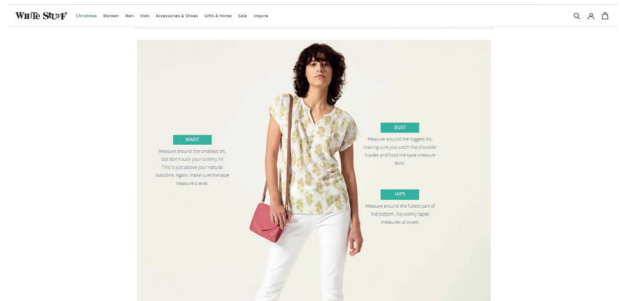 WHITE STUFF
Christmas Women Men Kids Accessories & Shoes Gifts & Home Sale Inspire
WAIST
Measure around the smallest bit,
but don't suck your tummy in!
This is just above your natural
waistline. Again, make sure the tape
measure's level.
BUST
Measure around the biggest bit,
making sure you catch the shoulder
blades and hold the tape measure
level.
HIPS
Measure around the fullest part of
the bottom. No wonky tapes
measures allowed!